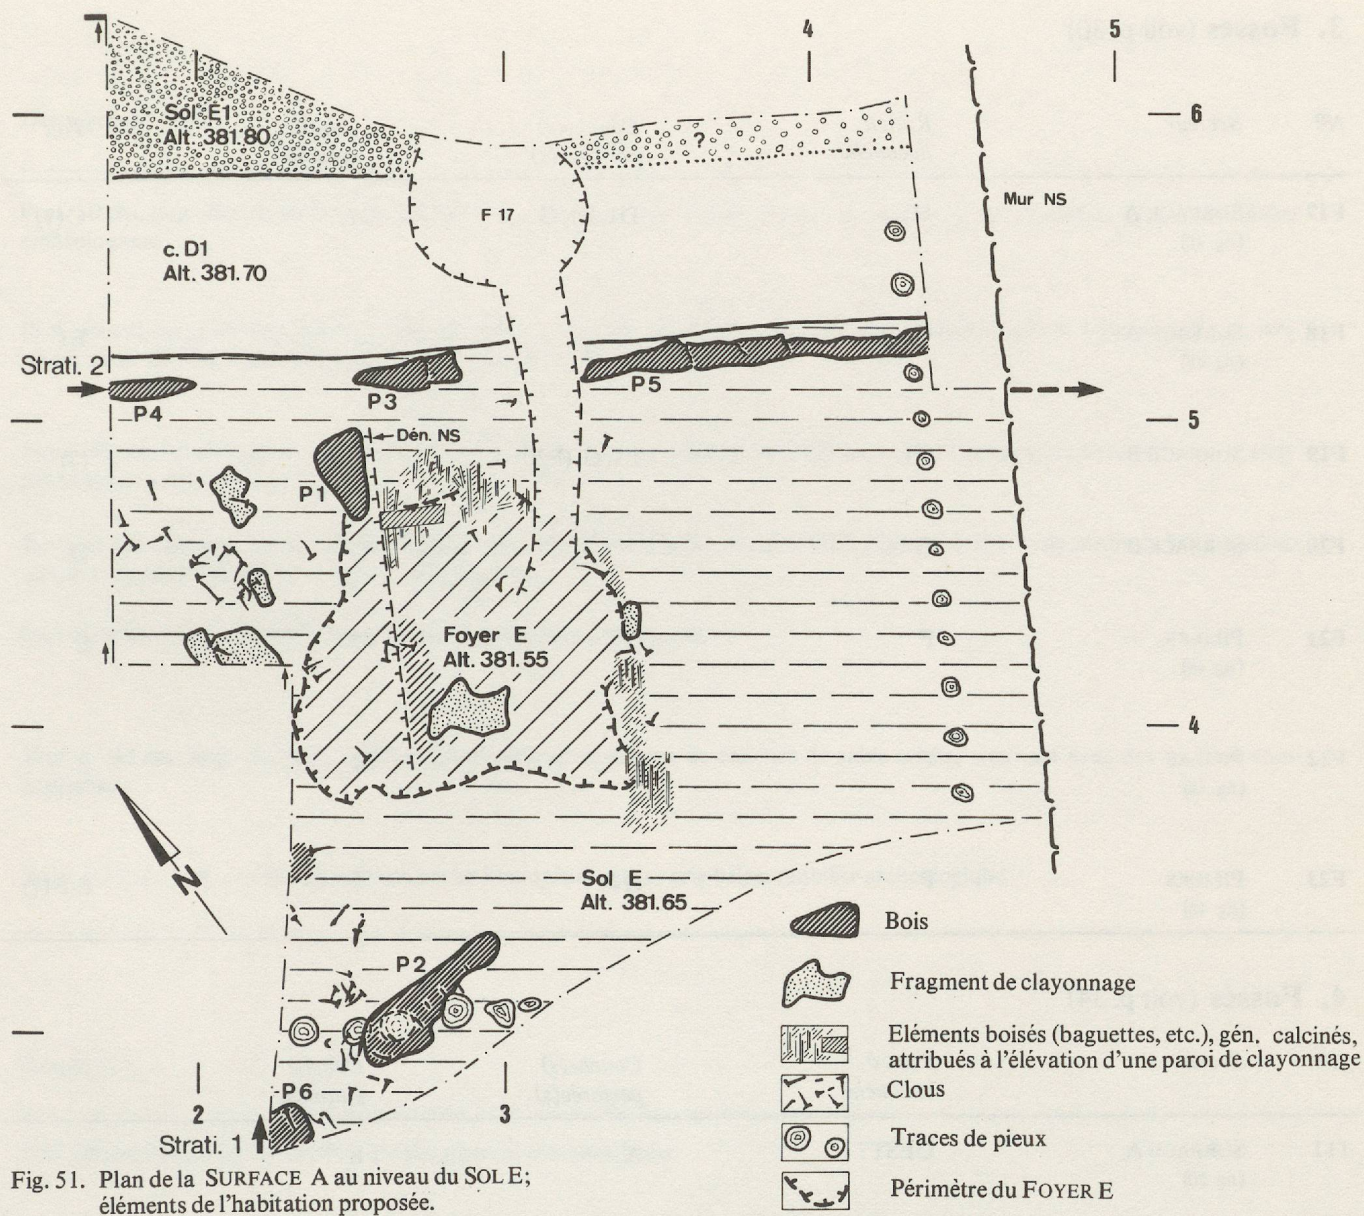 4
5
Sol E1
Alt. 381.80
?
6
F 17
Mur NS
c. D1
Alt. 381.70
Strati. 2
P4
P3
P5
5
Dén. NS
P1
Foyer E
Alt. 381.55
4
N
Sol E
Alt. 381.65
P2
P6
2
3
Strati. 1
Bois
Fragment de clayonnage
Eléments boisés (baguettes, etc.), gén. calcinés,
attribués à l'élévation d'une paroi de clayonnage
Clous
Traces de pieux
Périmètre du FOYER E
Fig. 51. Plan de la SURFACE A au niveau du SOL E;
éléments de l'habitation proposée.